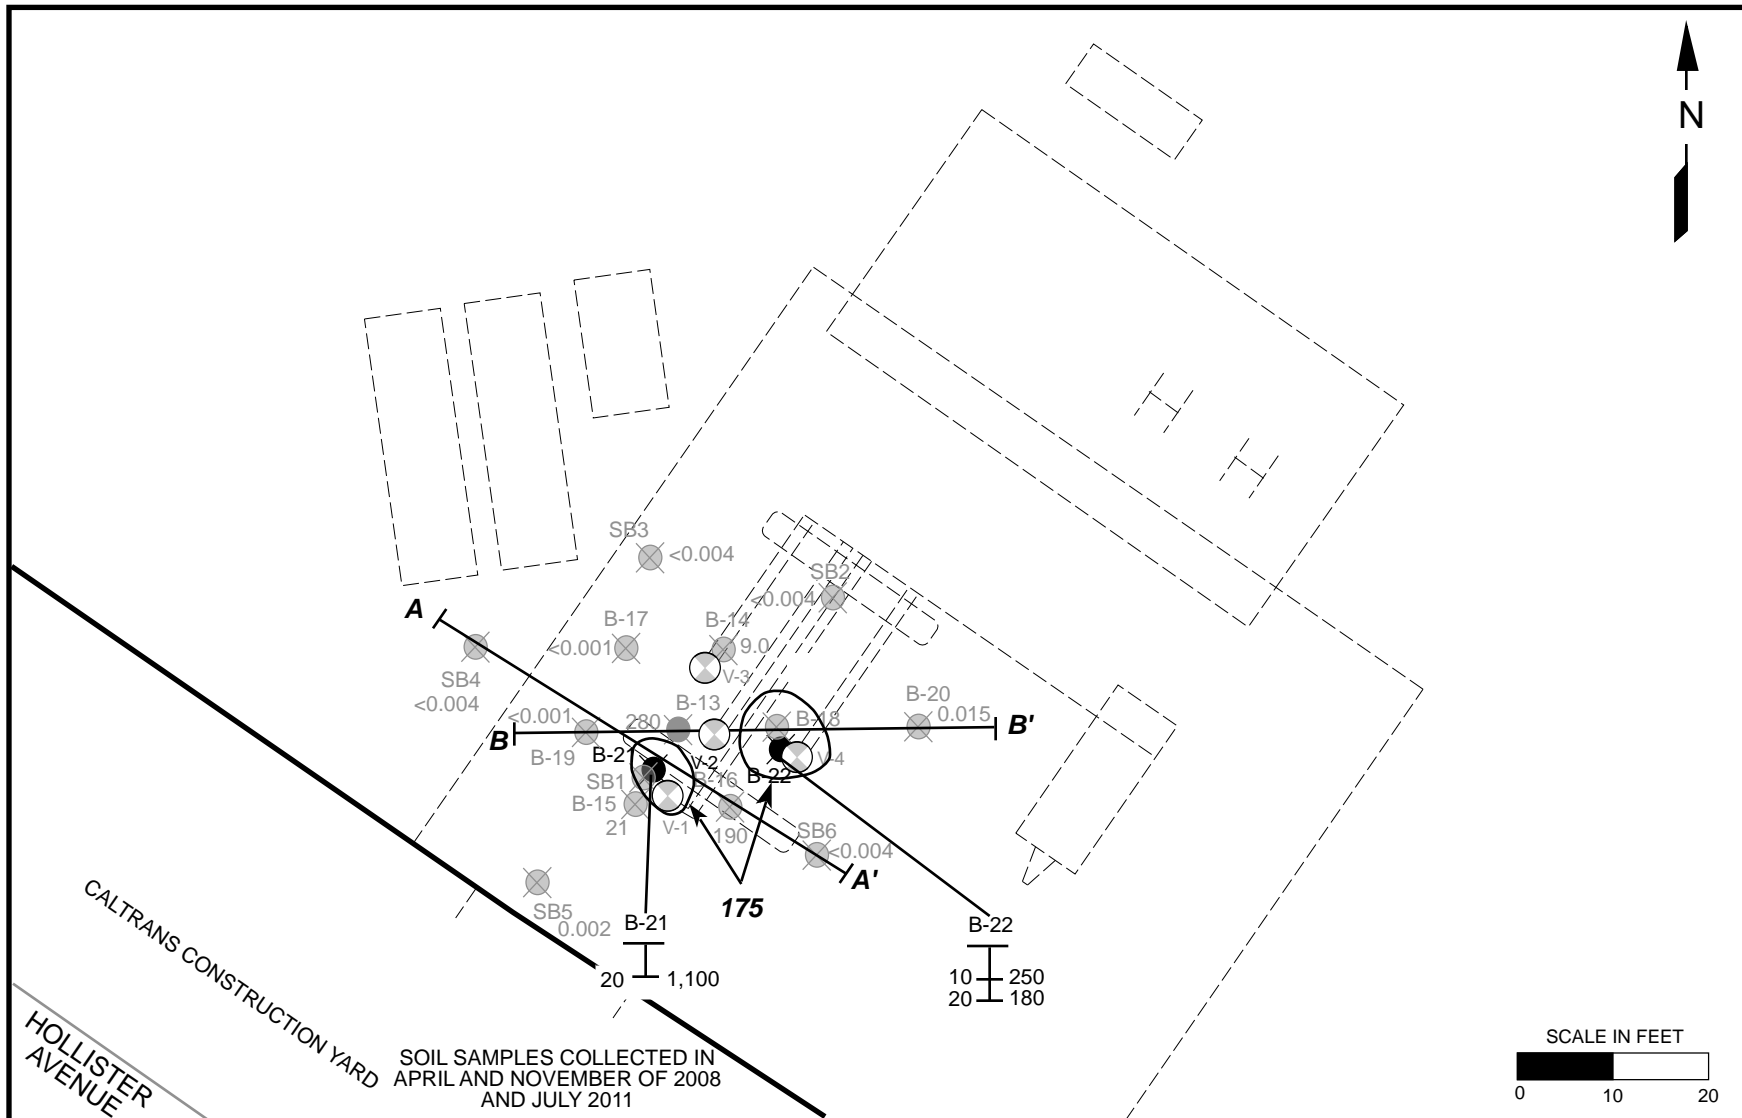 N
SB3
<0.004
SB2
<0.004
A
B-17
<0.001
B-14
9.0
V-3
SB4
<0.004
B-13
280
<0.001
B
B-19
B-18
B-20
0.015
B'
B-21
V-2
V-4
B-22
SB1
B-16
B-15
21
V-1
190
SB6
<0.004
A'
175
SB5
0.002
B-21
20 1,100
B-22
10 250
20 180
CALTRANS CONSTRUCTION YARD
HOLLISTER
AVENUE
SOIL SAMPLES COLLECTED IN
APRIL AND NOVEMBER OF 2008
AND JULY 2011
SCALE IN FEET
0 10 20